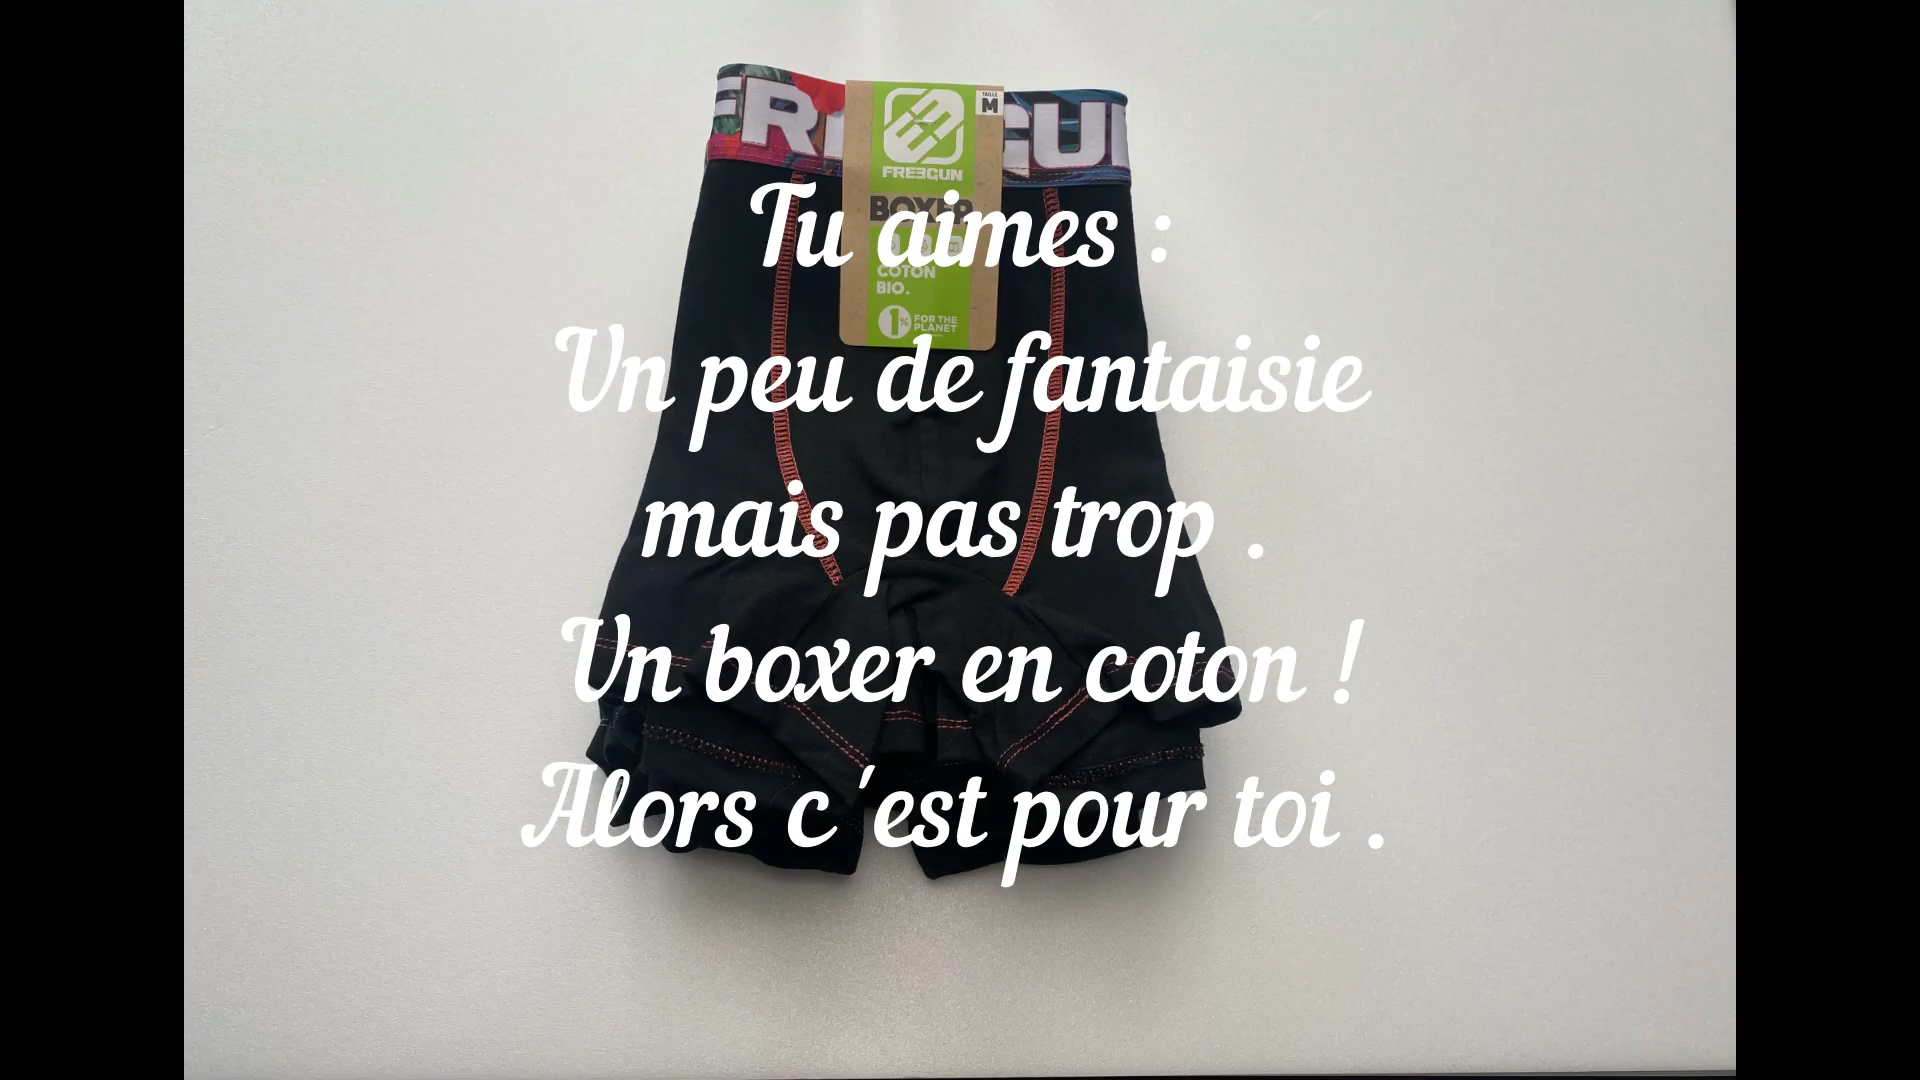 TAILLE
M
FREEGUN
BOXER
COTON
BIO.
1% FOR THE
PLANET
Tu aimes :
Un peu de fantaisie
mais pas trop .
Un boxer en coton !
Alors c'est pour toi .